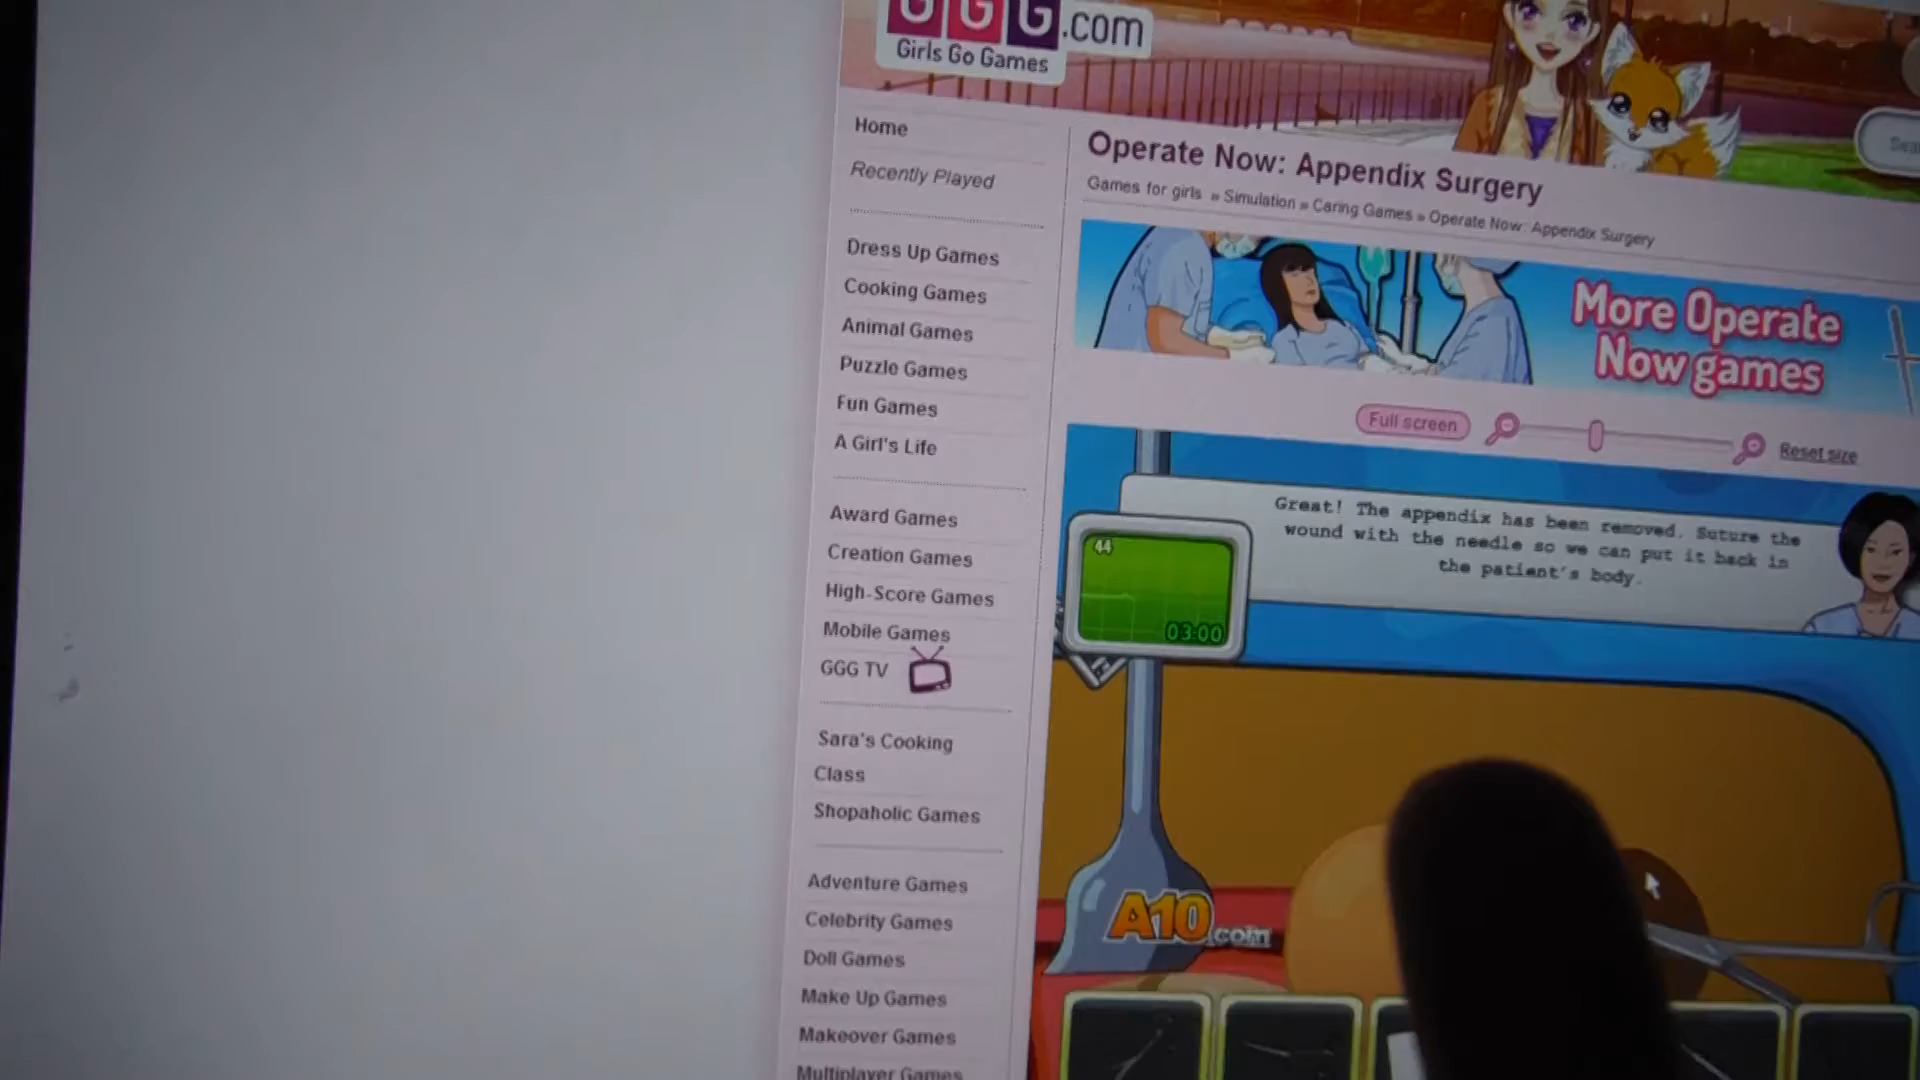 GGG.com
Girls Go Games
Home
Recently Played
Dress Up Games
Cooking Games
Animal Games
Puzzle Games
Fun Games
A Girl's Life
Award Games
Creation Games
High-Score Games
Mobile Games
GGG TV
Sara's Cooking
Class
Shopaholic Games
Adventure Games
Celebrity Games
Doll Games
Make Up Games
Makeover Games
Multiplayer Games
Operate Now: Appendix Surgery
Games for girls » Simulation » Caring Games » Operate Now: Appendix Surgery
More Operate
Now games
Full screen
Reset size
Great! The appendix has been removed. Suture the
wound with the needle so we can put it back in
the patient's body.
44
03:00
A10.com